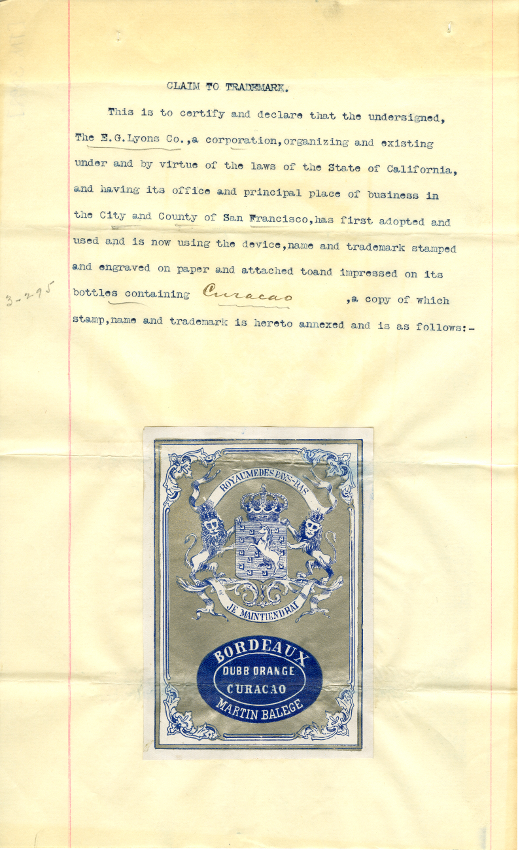 CLAIM TO TRADEMARK.
This is to certify and declare that the undersigned,
The E.G.Lyons Co.,a corporation,organizing and existing
under and by virtue of the laws of the State of California,
and having its office and principal place of business in
the City and County of San Francisco,has first adopted and
used and is now using the device,name and trademark stamped
and engraved on paper and attached toand impressed on its
bottles containing Curacao ,a copy of which
3-2-95
stamp,name and trademark is hereto annexed and is as follows:-
ROYAUME DES PAYS-BAS
JE MAINTIENDRAI
BORDEAUX
DUBB ORANGE
CURACAO
MARTIN BALEGE